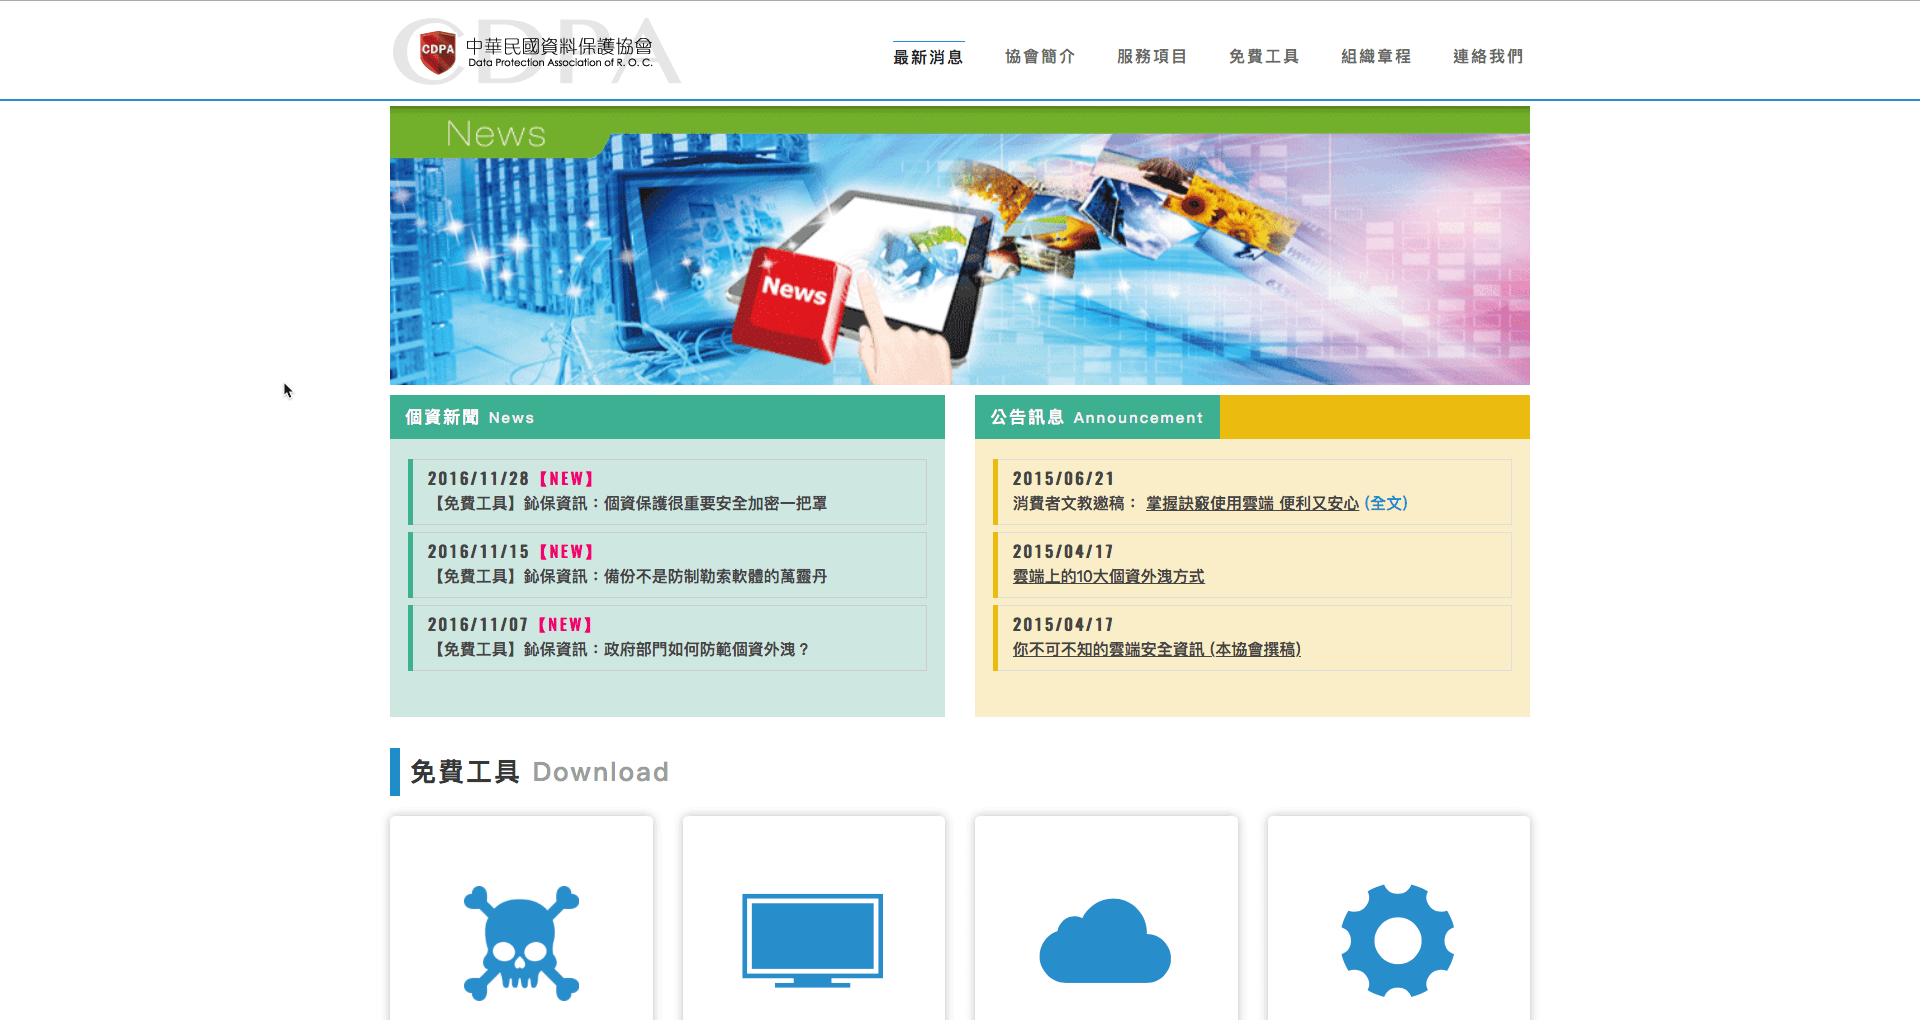 CDPA
CDPA
中華民國資料保護協會
Data Protection Association of R. O. C.
最新消息
協會簡介
服務項目
免費工具
組織章程
連絡我們
News
News
個資新聞 News
2016/11/28【NEW】
【免費工具】鈊保資訊：個資保護很重要安全加密一把罩
2016/11/15【NEW】
【免費工具】鈊保資訊：備份不是防制勒索軟體的萬靈丹
2016/11/07【NEW】
【免費工具】鈊保資訊：政府部門如何防範個資外洩？
公告訊息 Announcement
2015/06/21
消費者文教邀稿： 掌握訣竅使用雲端 便利又安心 (全文)
2015/04/17
雲端上的10大個資外洩方式
2015/04/17
你不可不知的雲端安全資訊 (本協會撰稿)
免費工具 Download